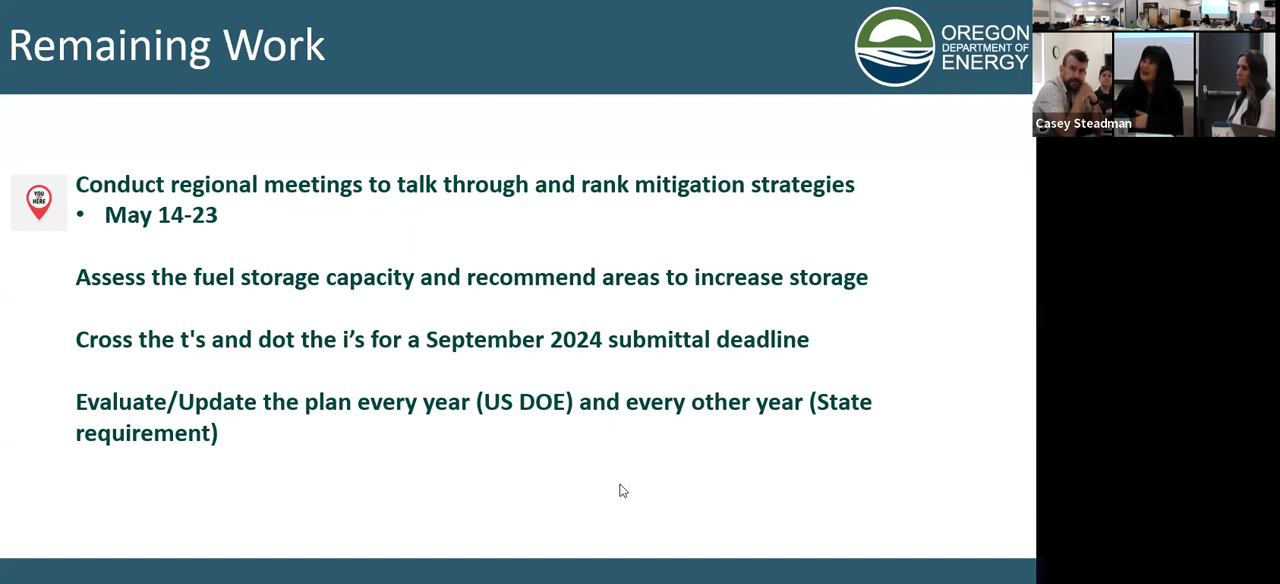 Remaining Work
OREGON
DEPARTMENT OF
ENERGY
Casey Steadman
YOU
HERE
Conduct regional meetings to talk through and rank mitigation strategies
• May 14-23
Assess the fuel storage capacity and recommend areas to increase storage
Cross the t's and dot the i’s for a September 2024 submittal deadline
Evaluate/Update the plan every year (US DOE) and every other year (State
requirement)